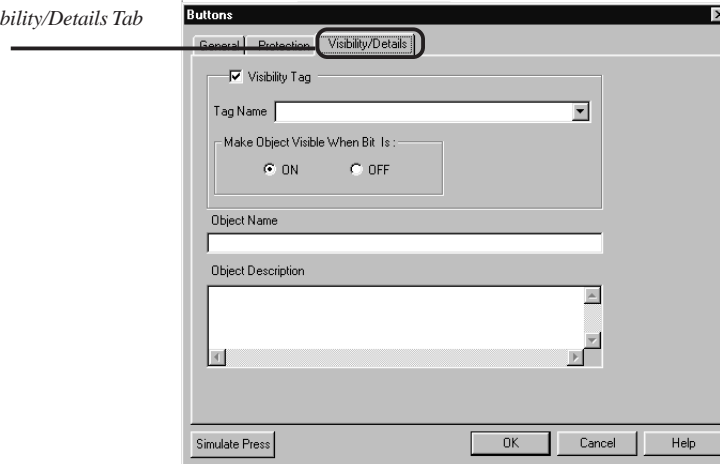 bility/Details Tab
Buttons
General Protection Visibility/Details
Visibility Tag
Tag Name
Make Object Visible When Bit Is :
ON OFF
Object Name
Object Description
Simulate Press OK Cancel Help